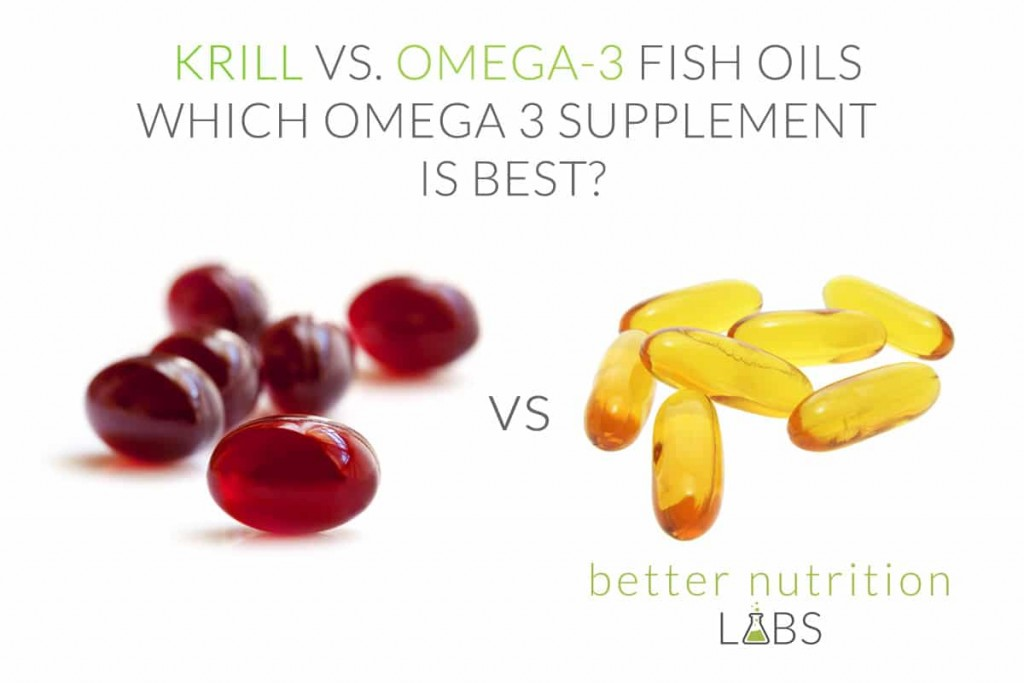 KRILL VS. OMEGA-3 FISH OILS
WHICH OMEGA 3 SUPPLEMENT
IS BEST?
VS
better nutrition
LABS